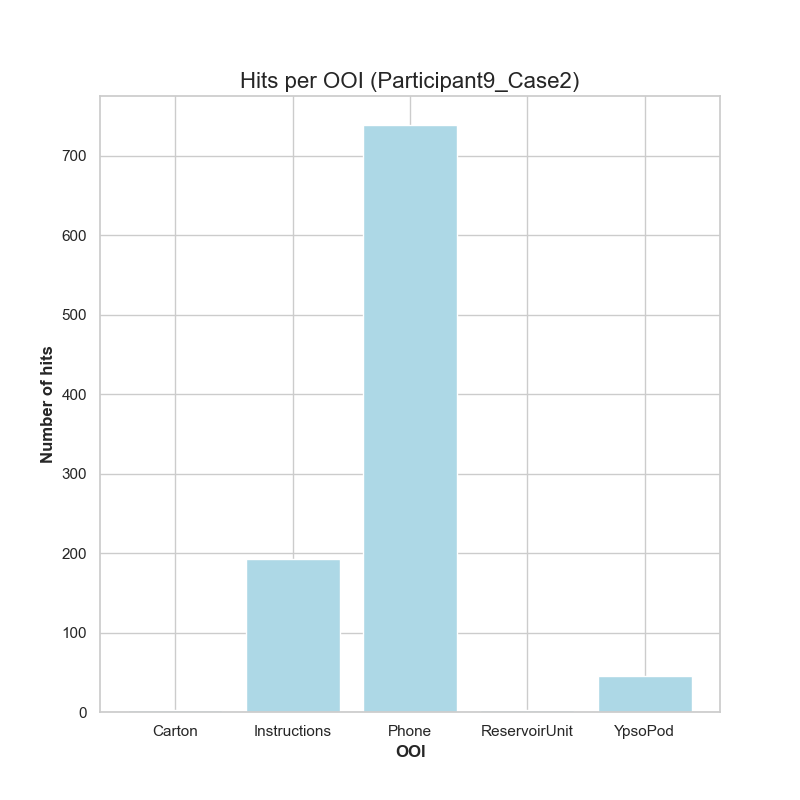 Hits per OOI (Participant9_Case2)
Number of hits
700
600
500
400
300
200
100
0
Carton Instructions Phone ReservoirUnit YpsoPod
OOI